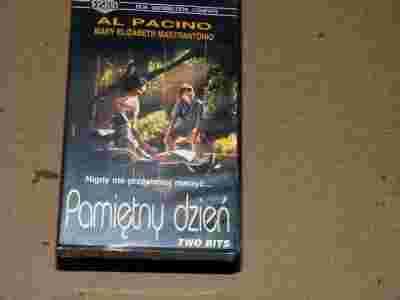 AL PACINO
MARY ELIZABETH MASTRANTONIO
Nigdy nie przestawaj marzyć...
Pamiętny dzień
TWO BITS